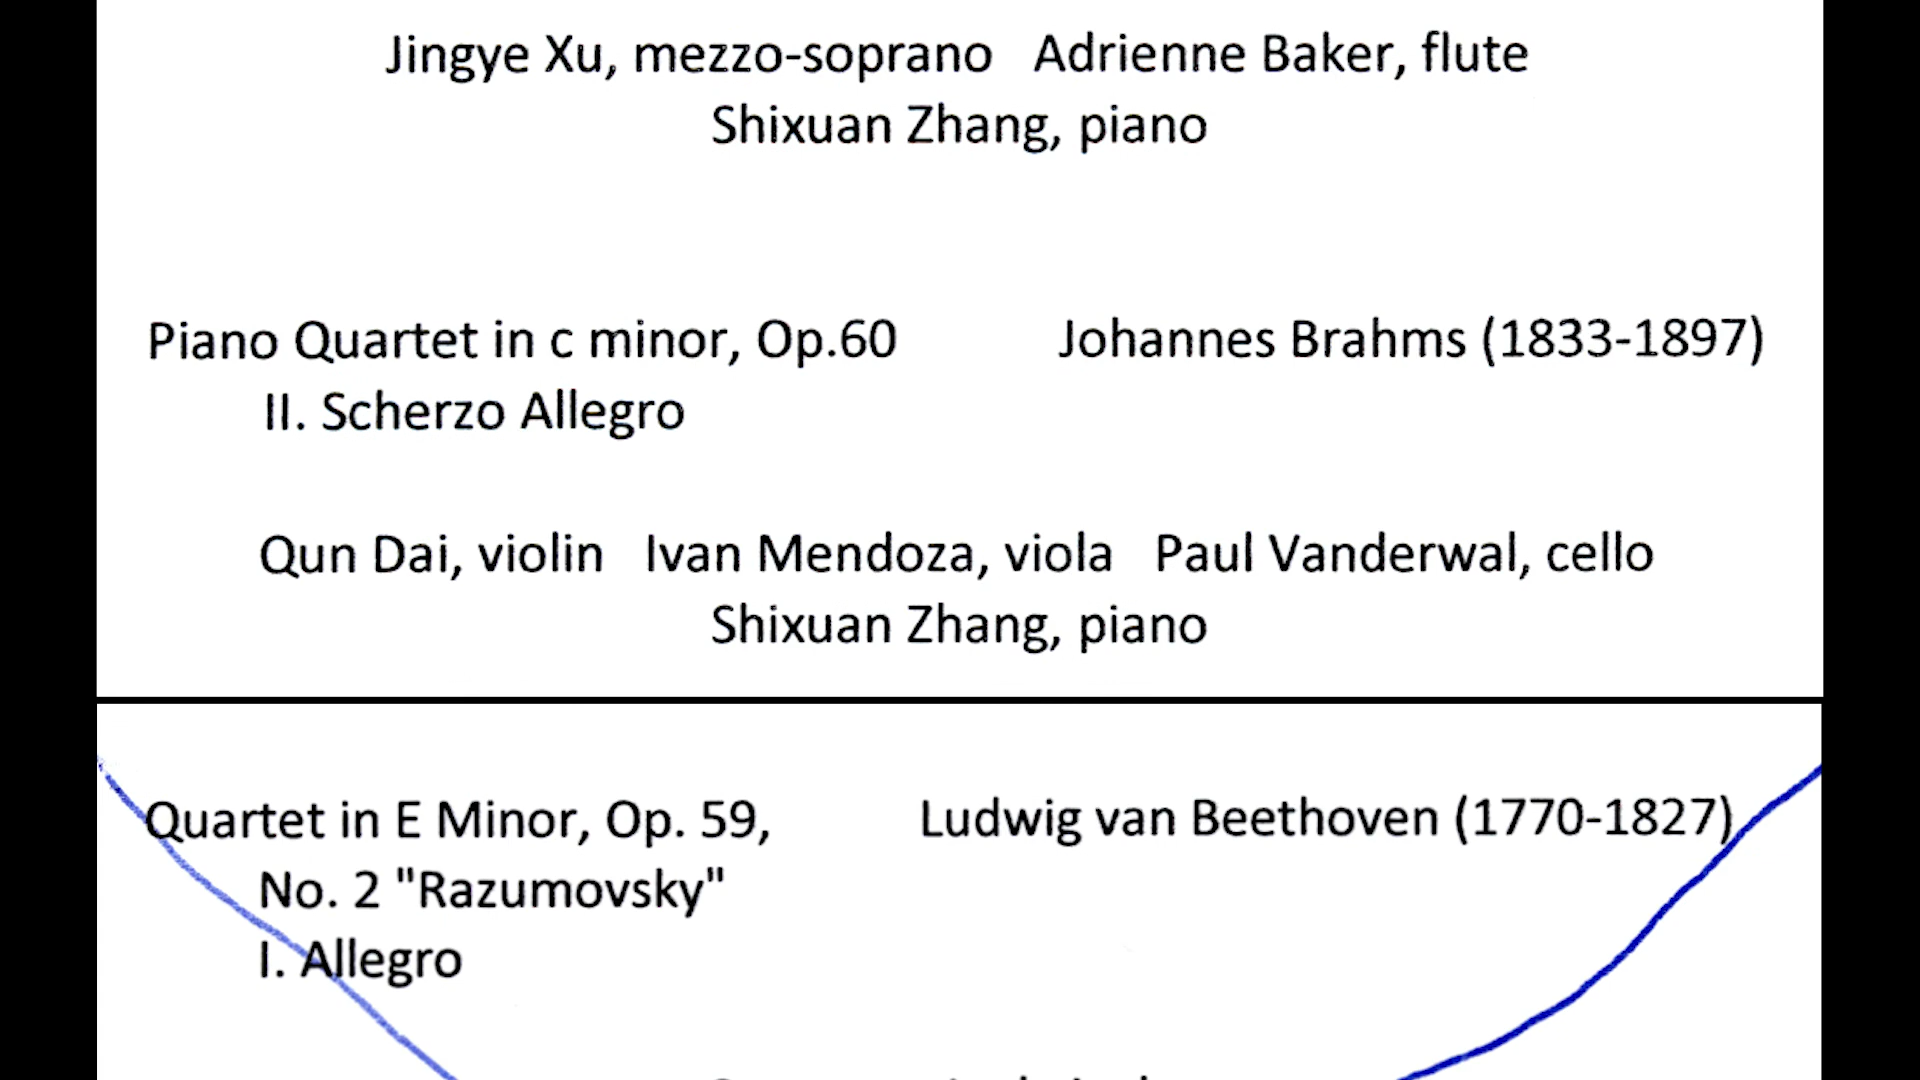 Jingye Xu, mezzo-soprano Adrienne Baker, flute
Shixuan Zhang, piano
Piano Quartet in c minor, Op.60 Johannes Brahms (1833-1897)
II. Scherzo Allegro
Qun Dai, violin Ivan Mendoza, viola Paul Vanderwal, cello
Shixuan Zhang, piano
Quartet in E Minor, Op. 59, Ludwig van Beethoven (1770-1827)
No. 2 "Razumovsky"
I. Allegro